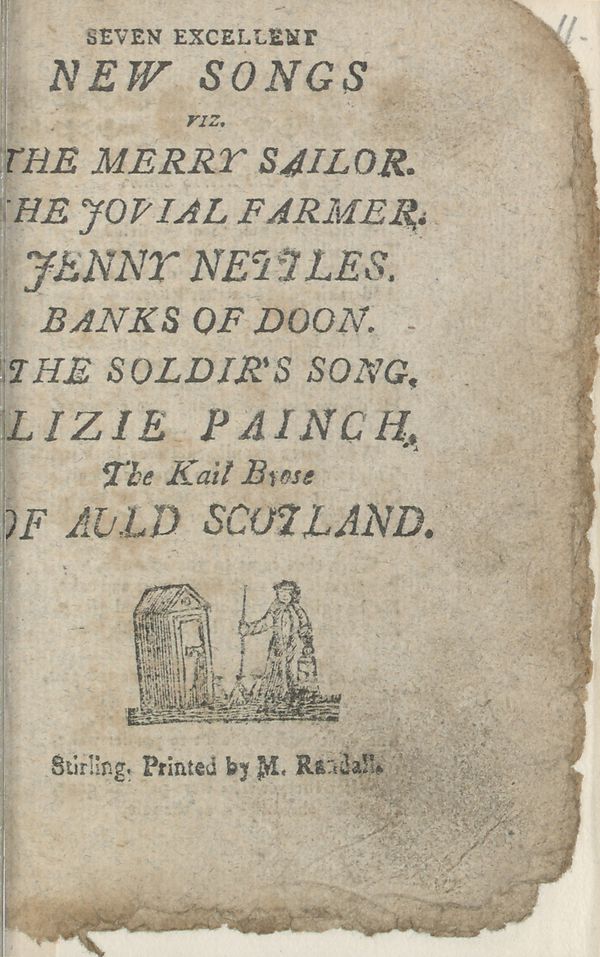 11.
SEVEN EXCELLENT
NEW SONGS
VIZ.
THE MERRY SAILOR.
HE JOVIAL FARMER.
JENNY NETTLES.
BANKS OF DOON.
THE SOLDIR'S SONG.
LIZIE PAINCH.
The Kail Brose
OF AULD SCOTLAND.
Stirling, Printed by M. Randall.